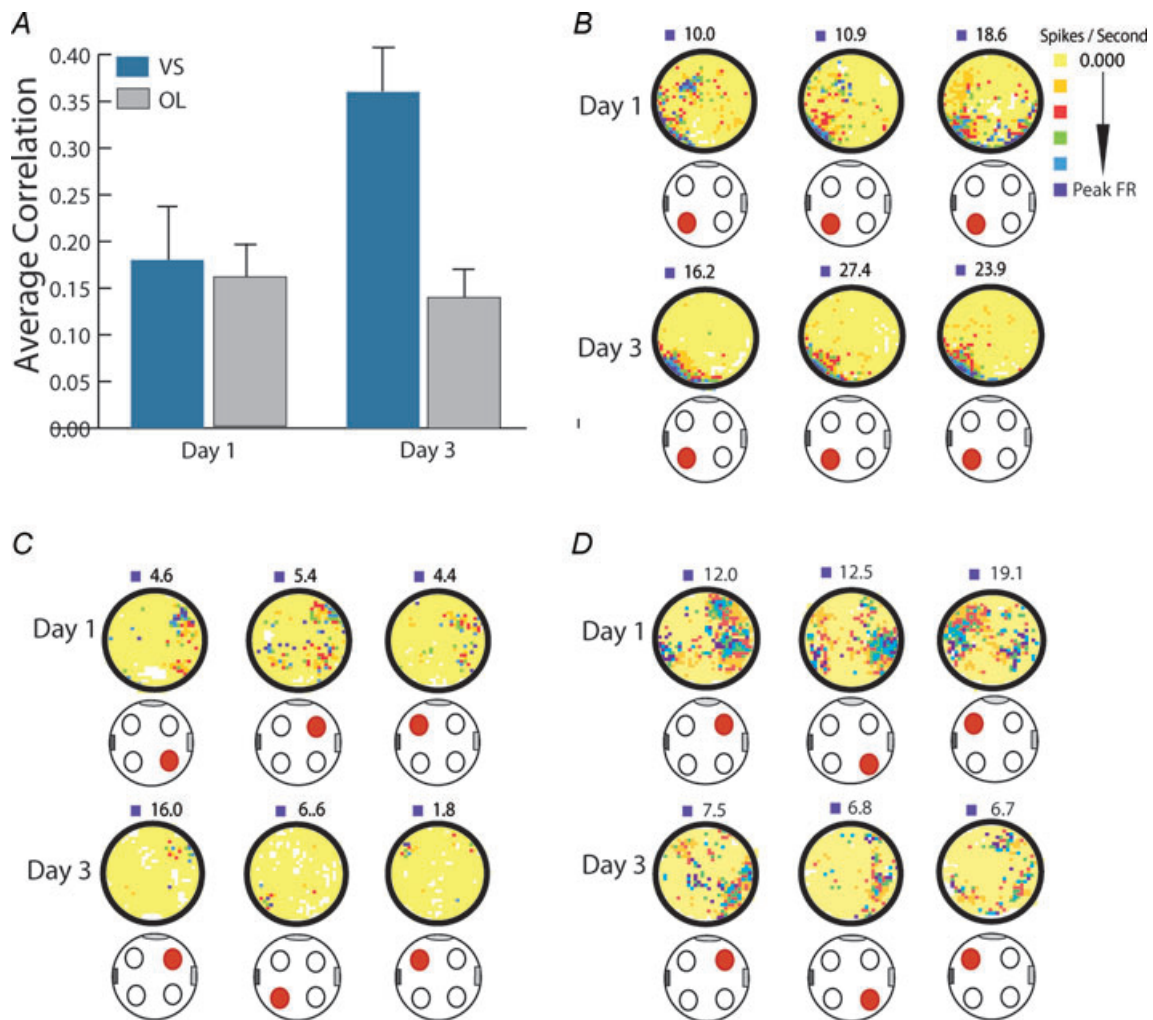 A
Average Correlation
0.40
0.35
0.30
0.25
0.20
0.15
0.10
0.05
0.00
VS
OL
Day 1 Day 3
B
10.0 10.9 18.6
Spikes / Second
0.000
Peak FR
Day 1
16.2 27.4 23.9
Day 3
C
4.6 5.4 4.4
Day 1
16.0 6..6 1.8
Day 3
D
12.0 12.5 19.1
Day 1
7.5 6.8 6.7
Day 3